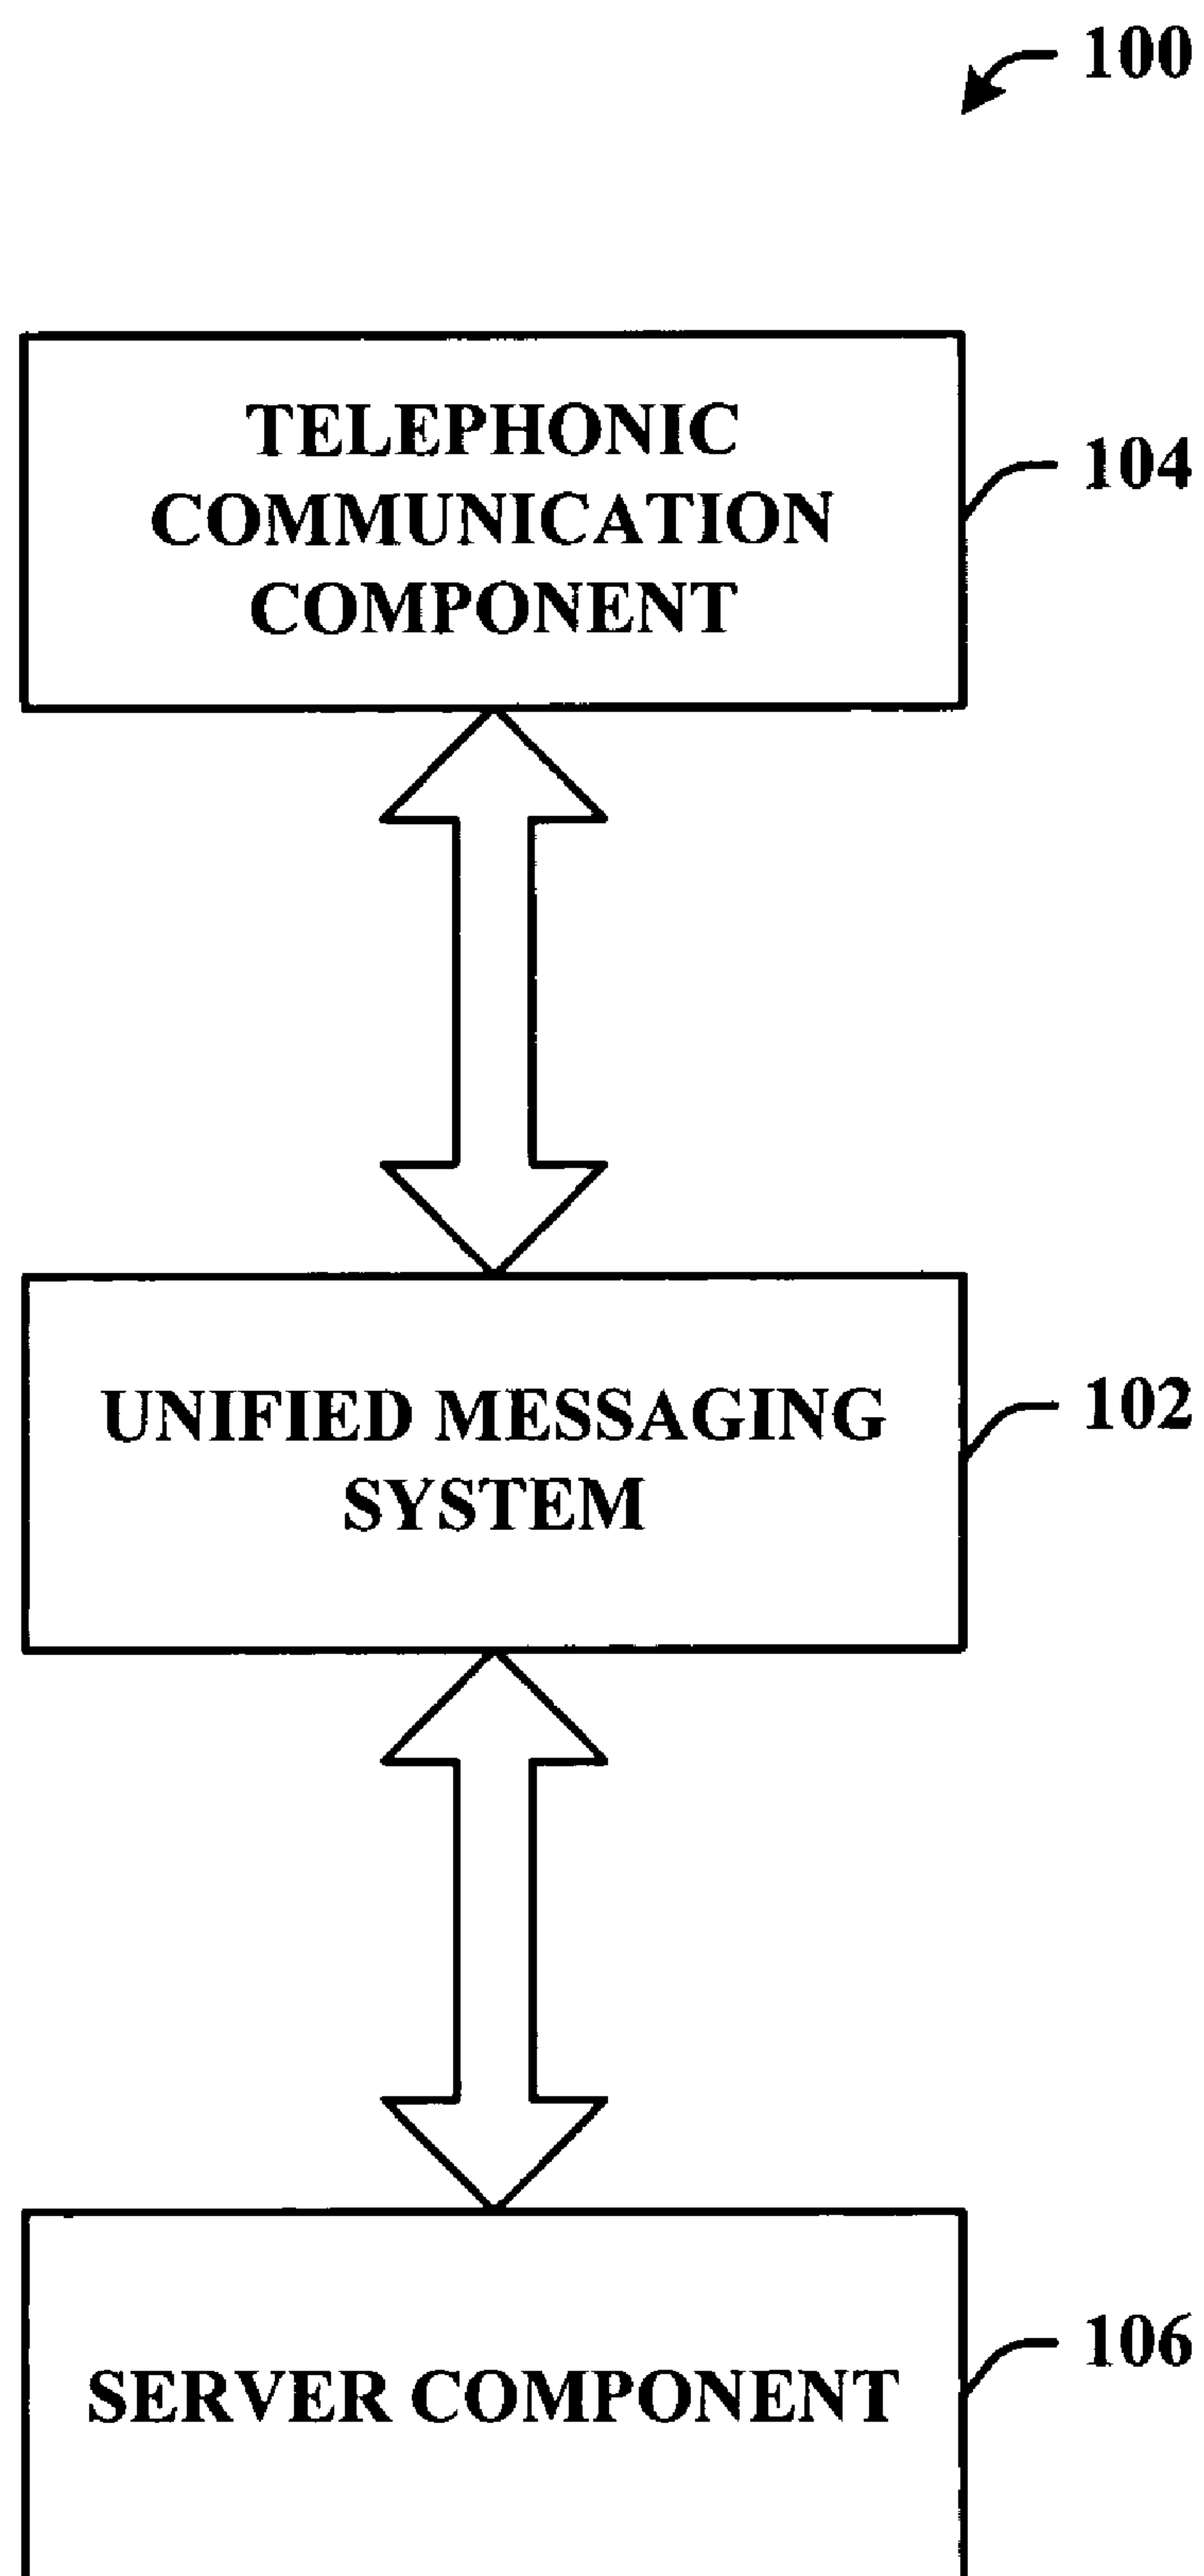 100
TELEPHONIC
COMMUNICATION
COMPONENT
104
UNIFIED MESSAGING
SYSTEM
102
SERVER COMPONENT
106